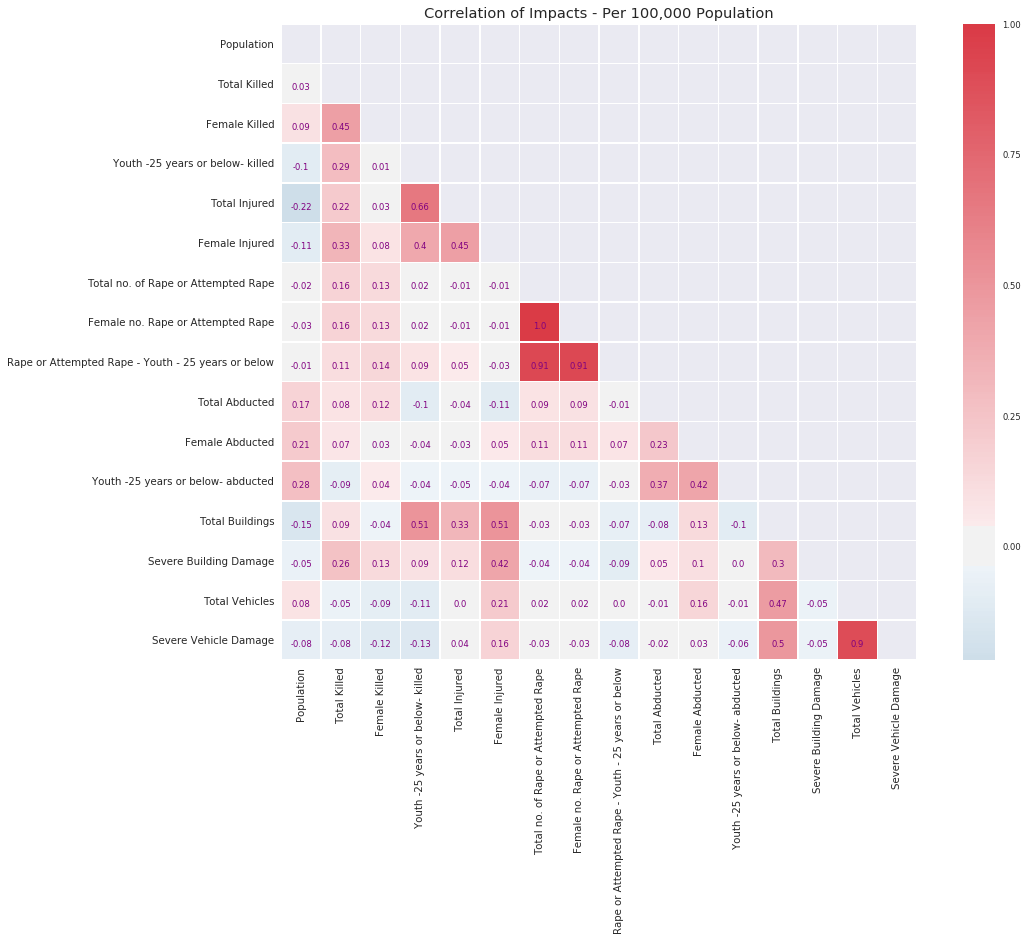 Correlation of Impacts - Per 100,000 Population
Population
Total Killed 0.03
Female Killed 0.09 0.45
Youth -25 years or below- killed -0.1 0.29 0.01
Total Injured -0.22 0.22 0.03 0.66
Female Injured -0.11 0.33 0.08 0.4 0.45
Total no. of Rape or Attempted Rape -0.02 0.16 0.13 0.02 -0.01 -0.01
Female no. Rape or Attempted Rape -0.03 0.16 0.13 0.02 -0.01 -0.01 1.0
Rape or Attempted Rape - Youth - 25 years or below -0.01 0.11 0.14 0.09 0.05 -0.03 0.91 0.91
Total Abducted 0.17 0.08 0.12 -0.1 -0.04 -0.11 0.09 0.09 -0.01
Female Abducted 0.21 0.07 0.03 -0.04 -0.03 0.05 0.11 0.11 0.07 0.23
Youth -25 years or below- abducted 0.28 -0.09 0.04 -0.04 -0.05 -0.04 -0.07 -0.07 -0.03 0.37 0.42
Total Buildings -0.15 0.09 -0.04 0.51 0.33 0.51 -0.03 -0.03 -0.07 -0.08 0.13 -0.1
Severe Building Damage -0.05 0.26 0.13 0.09 0.12 0.42 -0.04 -0.04 -0.09 0.05 0.1 0.0 0.3
Total Vehicles 0.08 -0.05 -0.09 -0.11 0.0 0.21 0.02 0.02 0.0 -0.01 0.16 -0.01 0.47 -0.05
Severe Vehicle Damage -0.08 -0.08 -0.12 -0.13 0.04 0.16 -0.03 -0.03 -0.08 -0.02 0.03 -0.06 0.5 -0.05 0.9
Population
Total Killed
Female Killed
Youth -25 years or below- killed
Total Injured
Female Injured
Total no. of Rape or Attempted Rape
Female no. Rape or Attempted Rape
Rape or Attempted Rape - Youth - 25 years or below
Total Abducted
Female Abducted
Youth -25 years or below- abducted
Total Buildings
Severe Building Damage
Total Vehicles
Severe Vehicle Damage
1.00
0.75
0.50
0.25
0.00